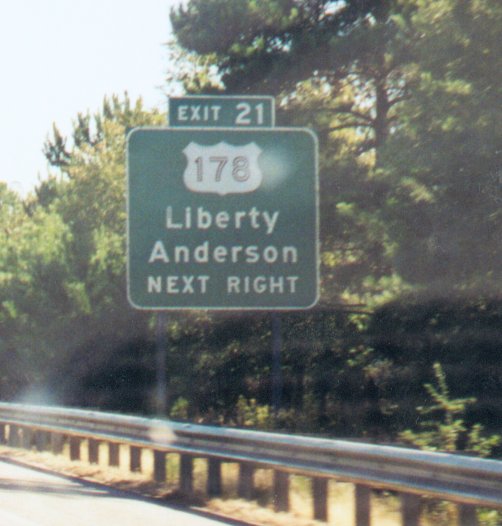 EXIT 21
178
Liberty
Anderson
NEXT RIGHT